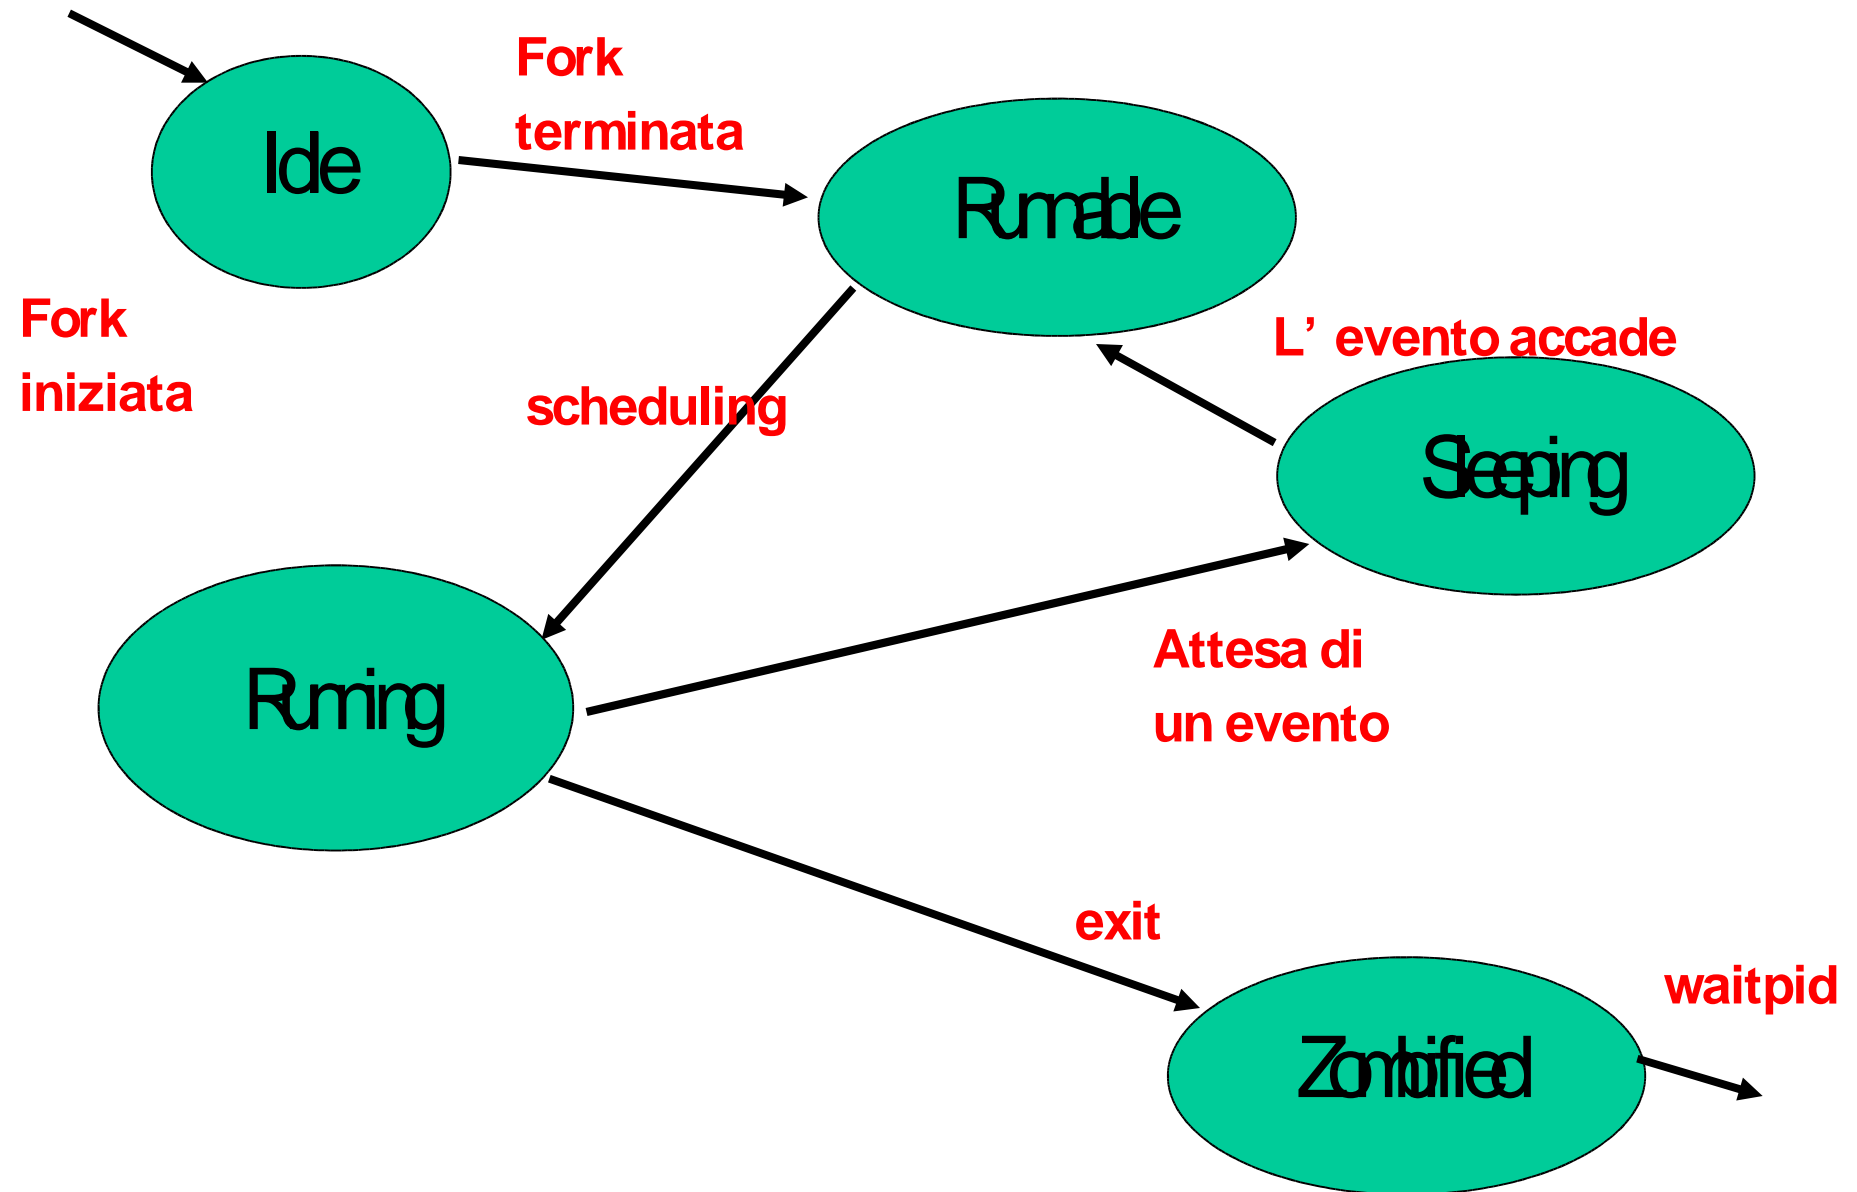 Fork
terminata
Idle
Runnable
Fork
iniziata
L’ evento accade
scheduling
Sleeping
Attesa di
un evento
Running
exit
waitpid
Zombified